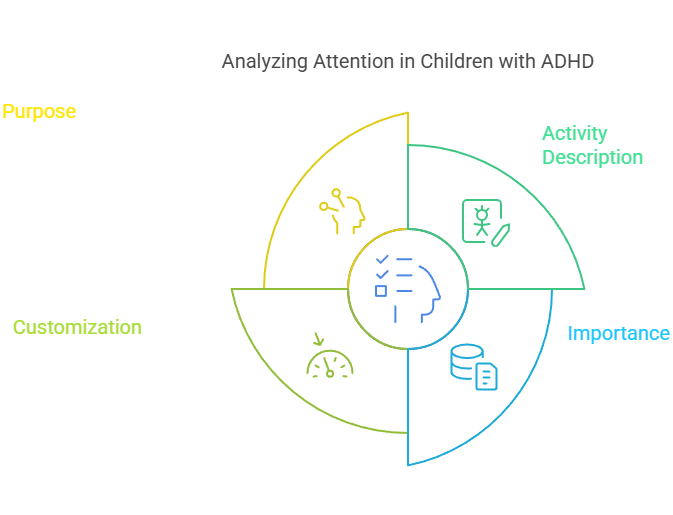 Analyzing Attention in Children with ADHD
Purpose
Activity
Description
Customization
Importance